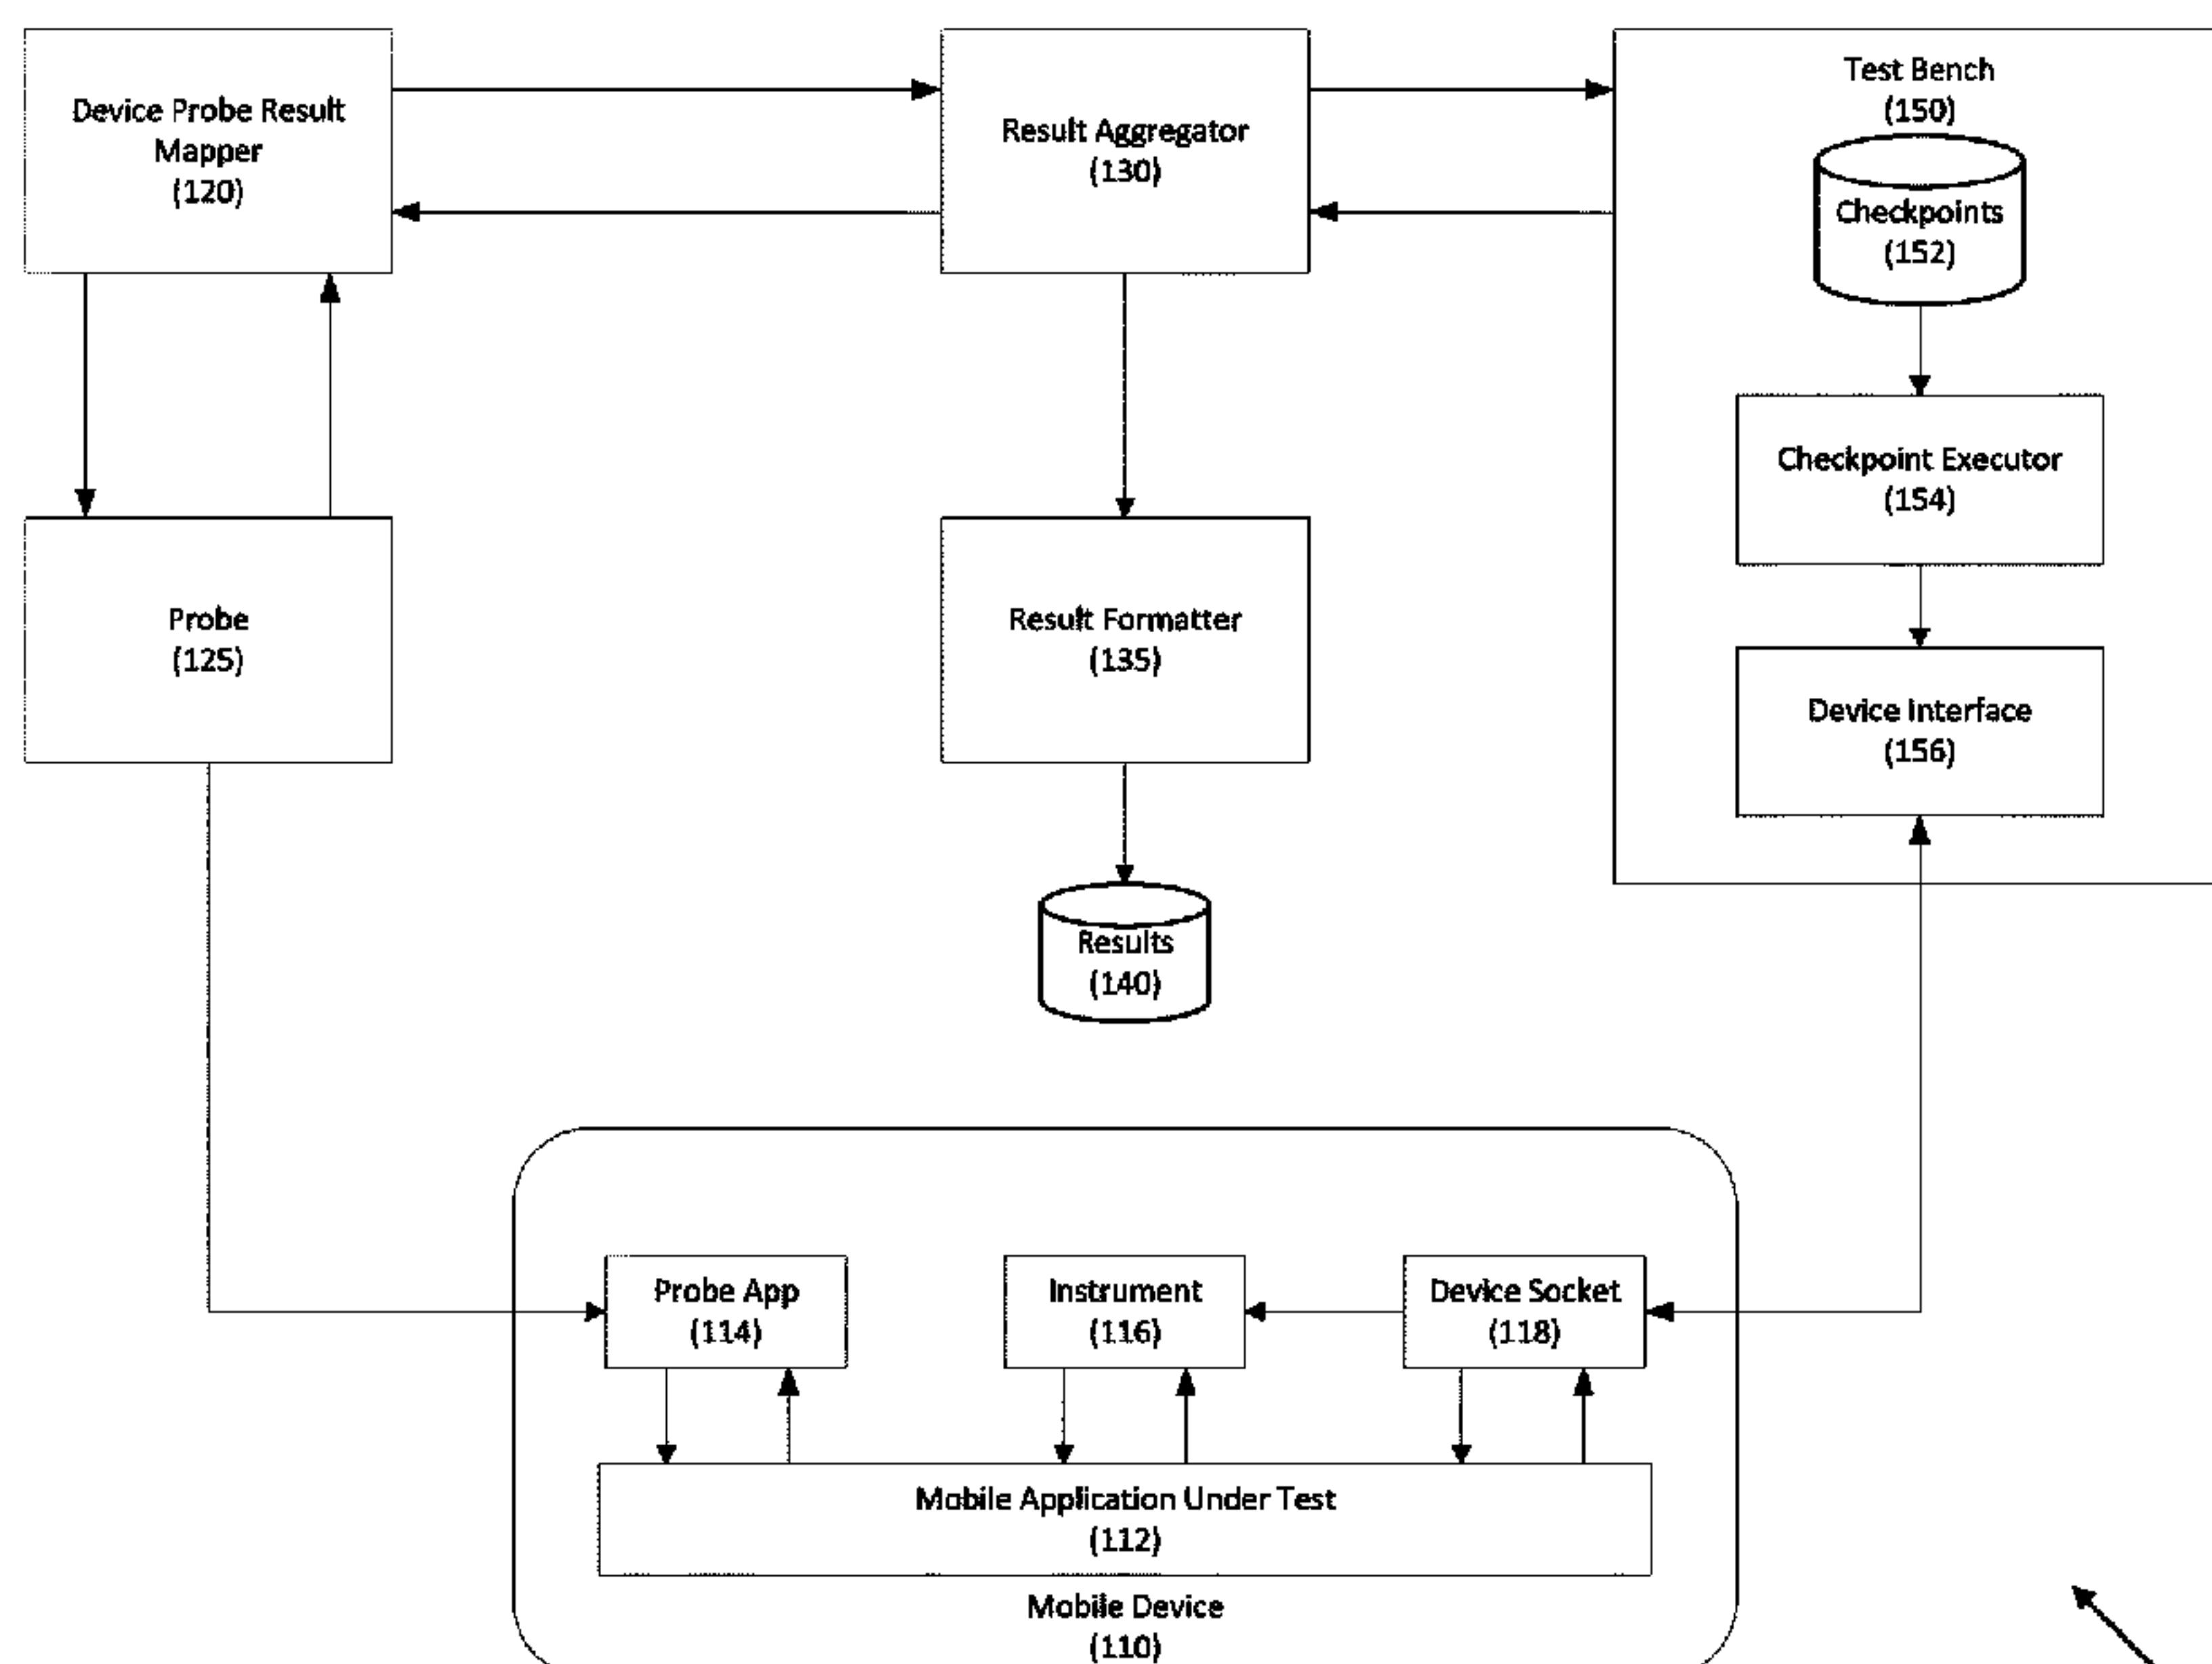 Device Probe Result
Mapper
(120)
Result Aggregator
(130)
Test Bench
(150)
Checkpoints
(152)
Checkpoint Executor
(154)
Probe
(125)
Result Formatter
(135)
Device Interface
(156)
Results
(140)
Probe App
(114)
Instrument
(116)
Device Socket
(118)
Mobile Application Under Test
(112)
Mobile Device
(110)